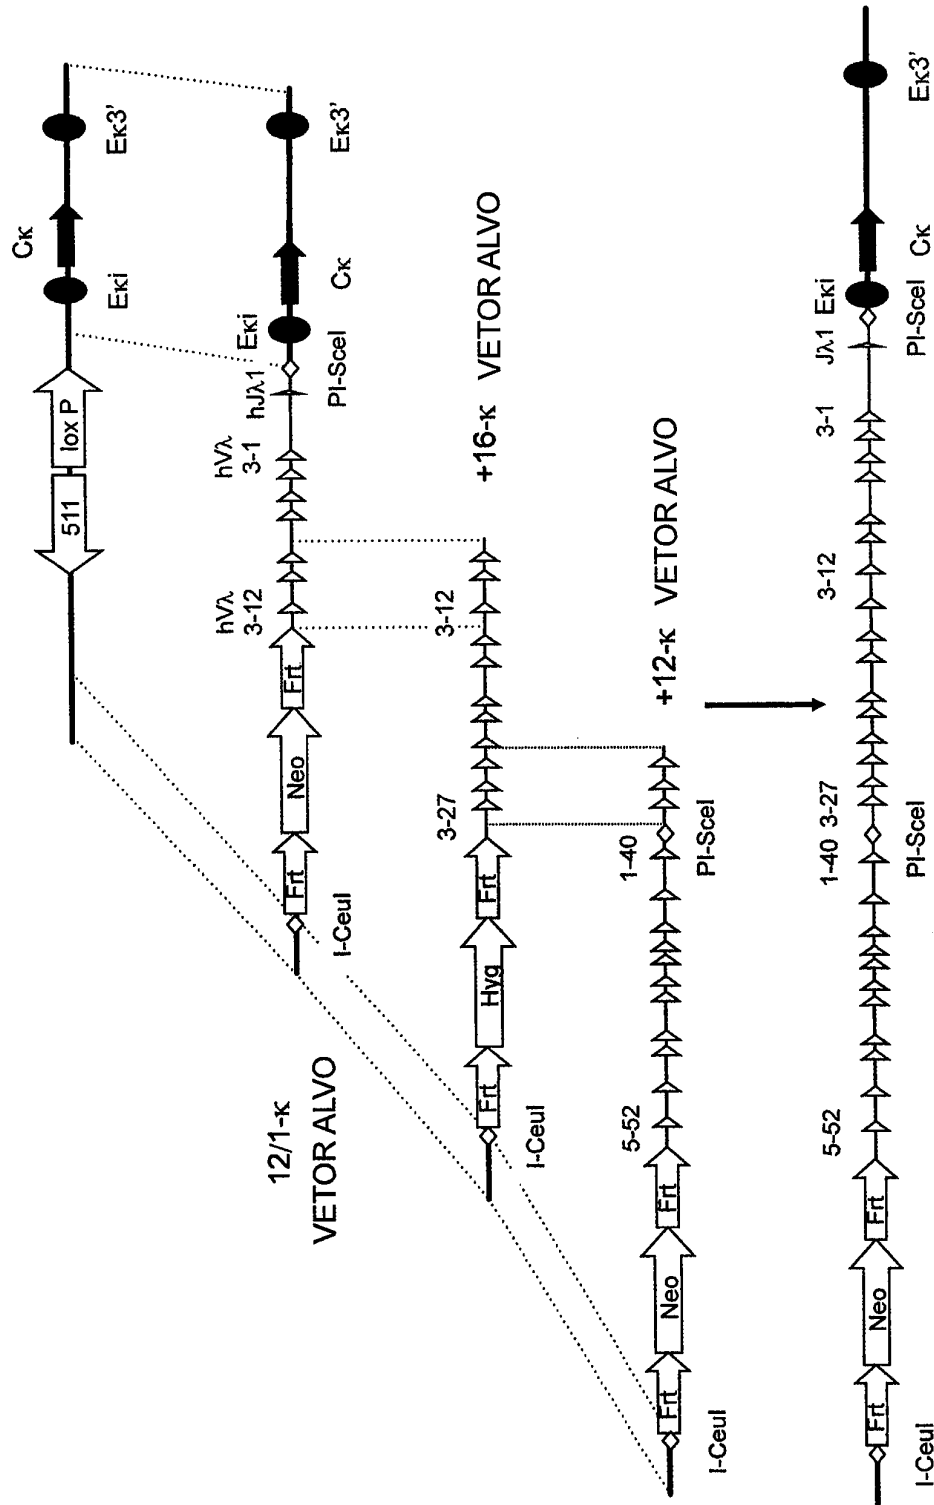 511
lox P
Eκi
Cκ
Eκ3'
12/1-κ
VETOR ALVO
I-CeuI
Frt
Neo
Frt
hVλ
3-12
hVλ
3-1
hJλ1
PI-SceI
Eκi
Cκ
Eκ3'
+16-κ VETOR ALVO
I-CeuI
Frt
Hyg
Frt
3-27
3-12
+12-κ VETOR ALVO
I-CeuI
Frt
Neo
Frt
5-52
1-40
PI-SceI
I-CeuI
Frt
Neo
Frt
5-52
1-40 3-27
PI-SceI
3-12
3-1
Jλ1 Eκi
PI-SceI
Cκ
Eκ3'